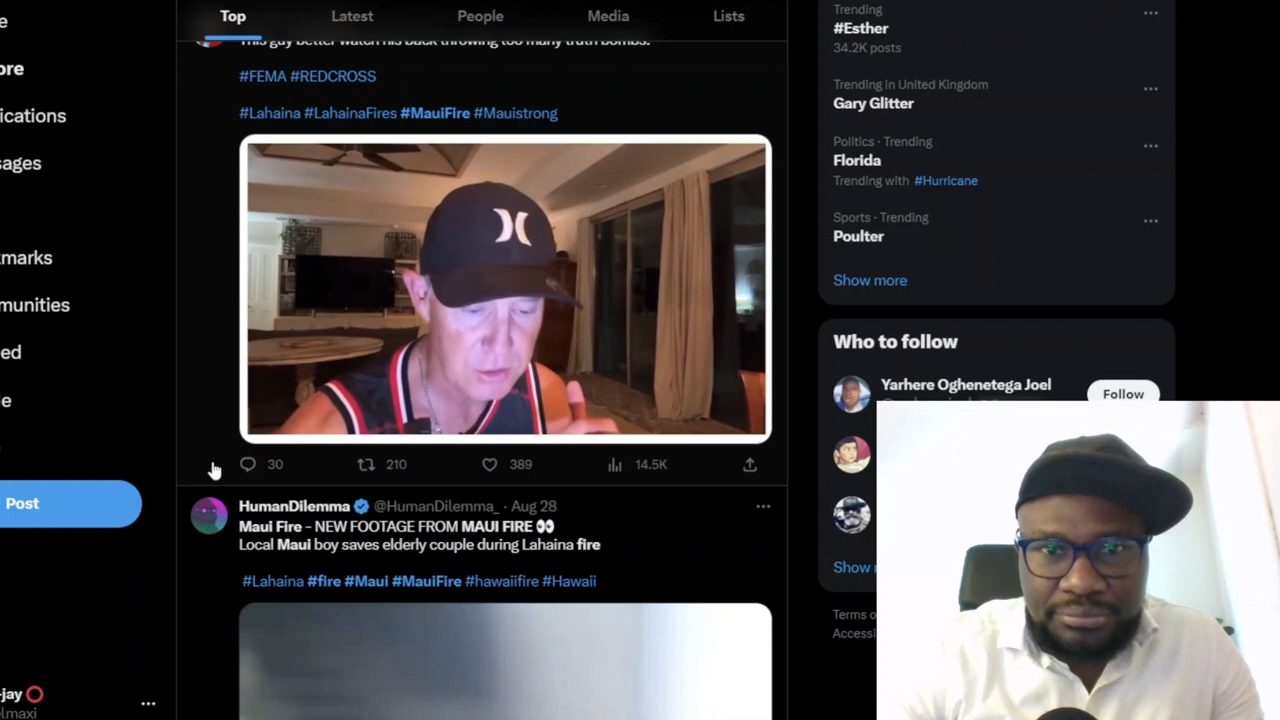 Top
Latest
People
Media
Lists
This guy better watch his back throwing too many truth bombs.
#FEMA #REDCROSS
#Lahaina #LahainaFires #MauiFire #Mauistrong
30
210
389
14.5K
HumanDilemma @HumanDilemma_ · Aug 28
Maui Fire - NEW FOOTAGE FROM MAUI FIRE 👀
Local Maui boy saves elderly couple during Lahaina fire
#Lahaina #fire #Maui #MauiFire #hawaiifire #Hawaii
e
ore
ications
sages
kmarks
munities
ed
le
Post
-jay ⭕
elmaxi
Trending
#Esther
34.2K posts
Trending in United Kingdom
Gary Glitter
Politics · Trending
Florida
Trending with #Hurricane
Sports · Trending
Poulter
Show more
Who to follow
Yarhere Oghenetega Joel
Follow
Show
Terms o
Accessi